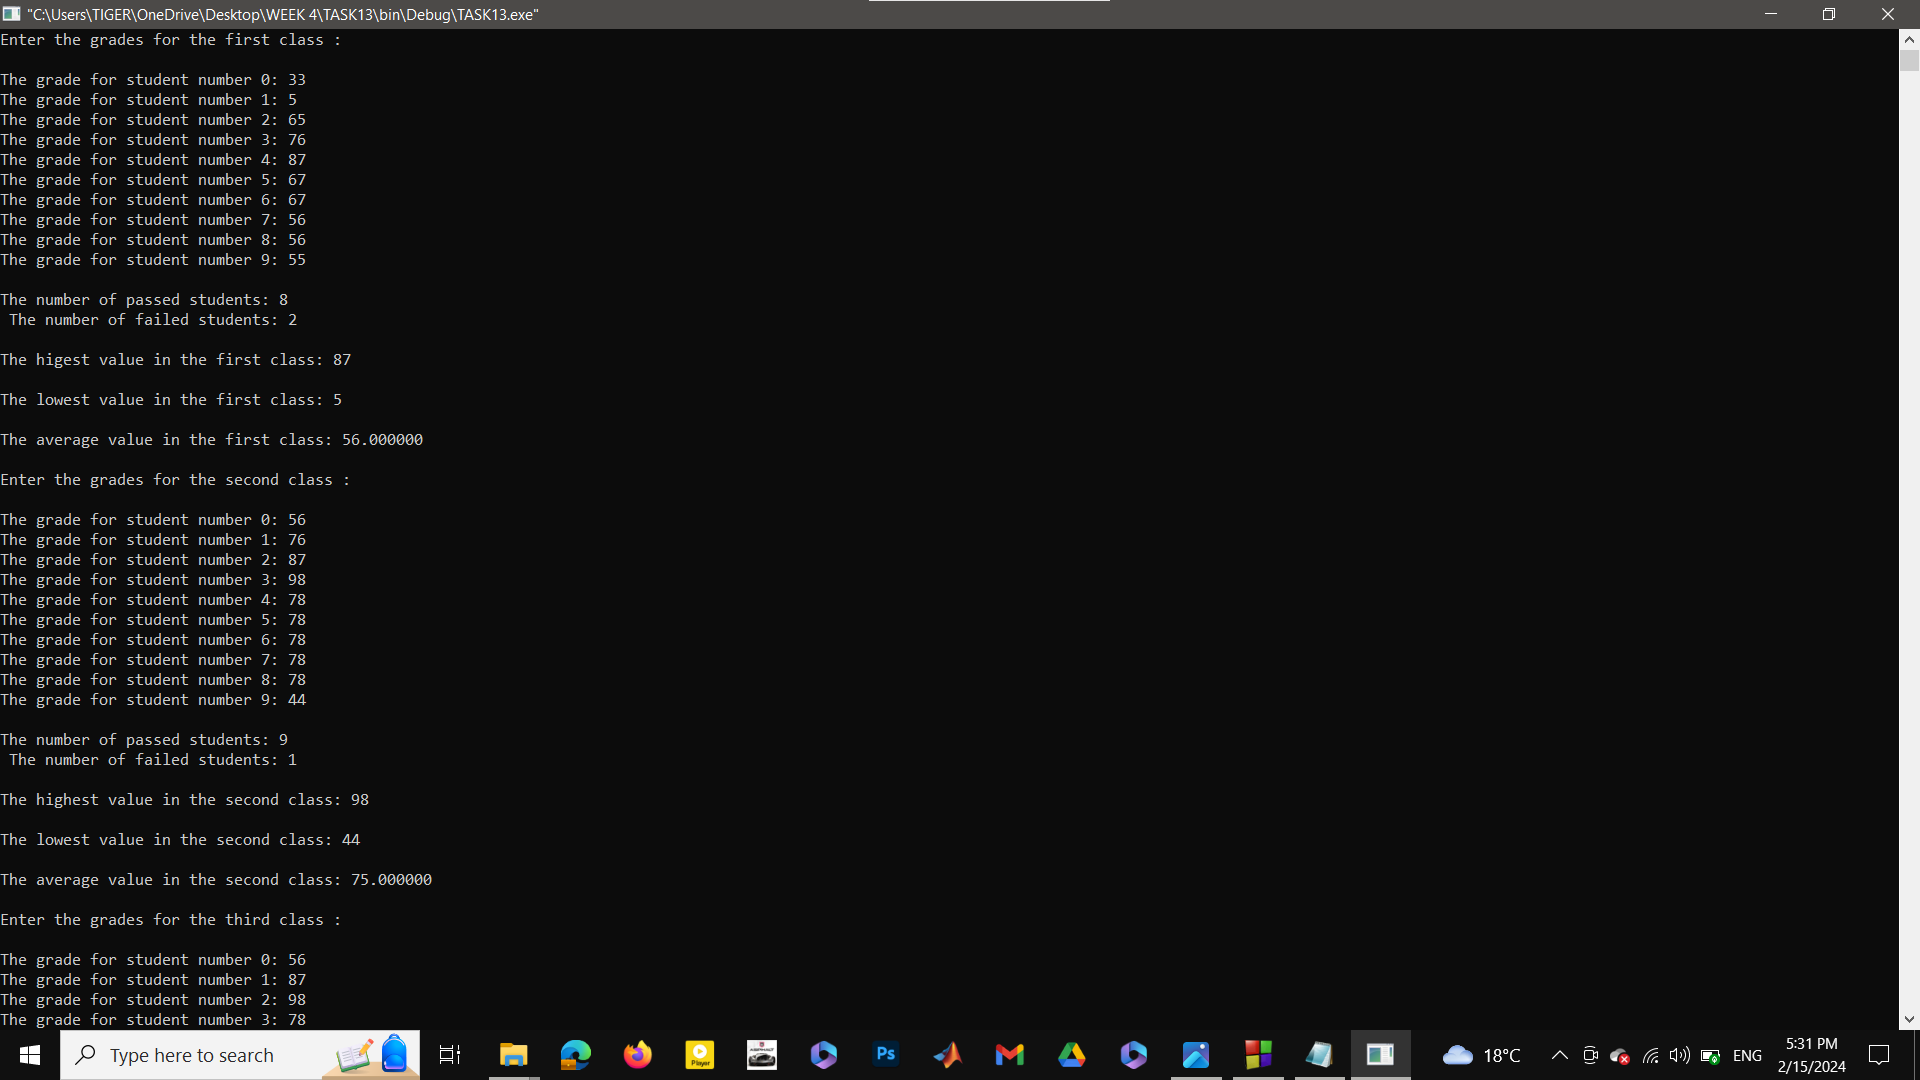 "C:\Users\TIGER\OneDrive\Desktop\WEEK 4\TASK13\bin\Debug\TASK13.exe"
Enter the grades for the first class :
The grade for student number 0: 33
The grade for student number 1: 5
The grade for student number 2: 65
The grade for student number 3: 76
The grade for student number 4: 87
The grade for student number 5: 67
The grade for student number 6: 67
The grade for student number 7: 56
The grade for student number 8: 56
The grade for student number 9: 55
The number of passed students: 8
The number of failed students: 2
The higest value in the first class: 87
The lowest value in the first class: 5
The average value in the first class: 56.000000
Enter the grades for the second class :
The grade for student number 0: 56
The grade for student number 1: 76
The grade for student number 2: 87
The grade for student number 3: 98
The grade for student number 4: 78
The grade for student number 5: 78
The grade for student number 6: 78
The grade for student number 7: 78
The grade for student number 8: 78
The grade for student number 9: 44
The number of passed students: 9
The number of failed students: 1
The highest value in the second class: 98
The lowest value in the second class: 44
The average value in the second class: 75.000000
Enter the grades for the third class :
The grade for student number 0: 56
The grade for student number 1: 87
The grade for student number 2: 98
The grade for student number 3: 78
Type here to search
Player
Ps
18°C
ENG
5:31 PM
2/15/2024